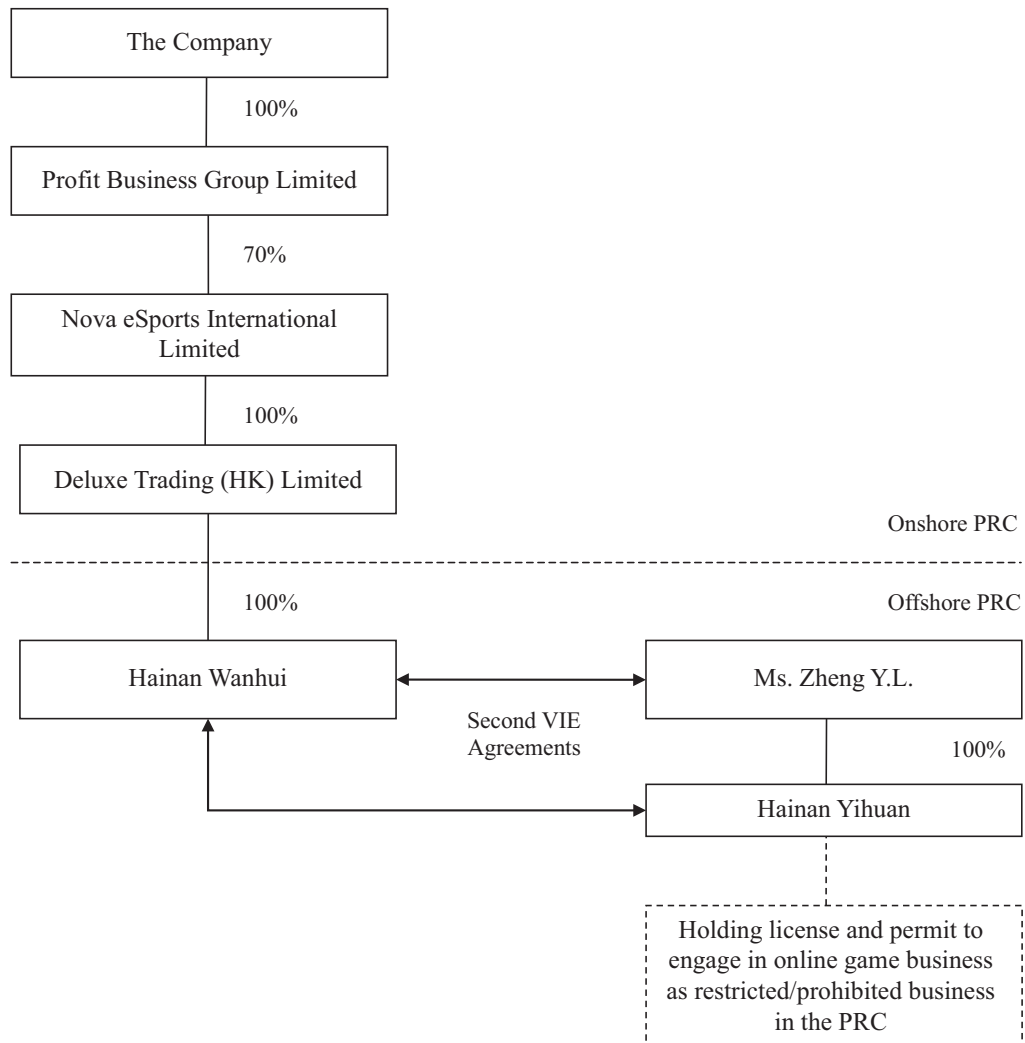 The Company
100%
Profit Business Group Limited
70%
Nova eSports International
Limited
100%
Deluxe Trading (HK) Limited
Onshore PRC
100%
Offshore PRC
Hainan Wanhui
Ms. Zheng Y.L.
Second VIE
Agreements
100%
Hainan Yihuan
Holding license and permit to
engage in online game business
as restricted/prohibited business
in the PRC